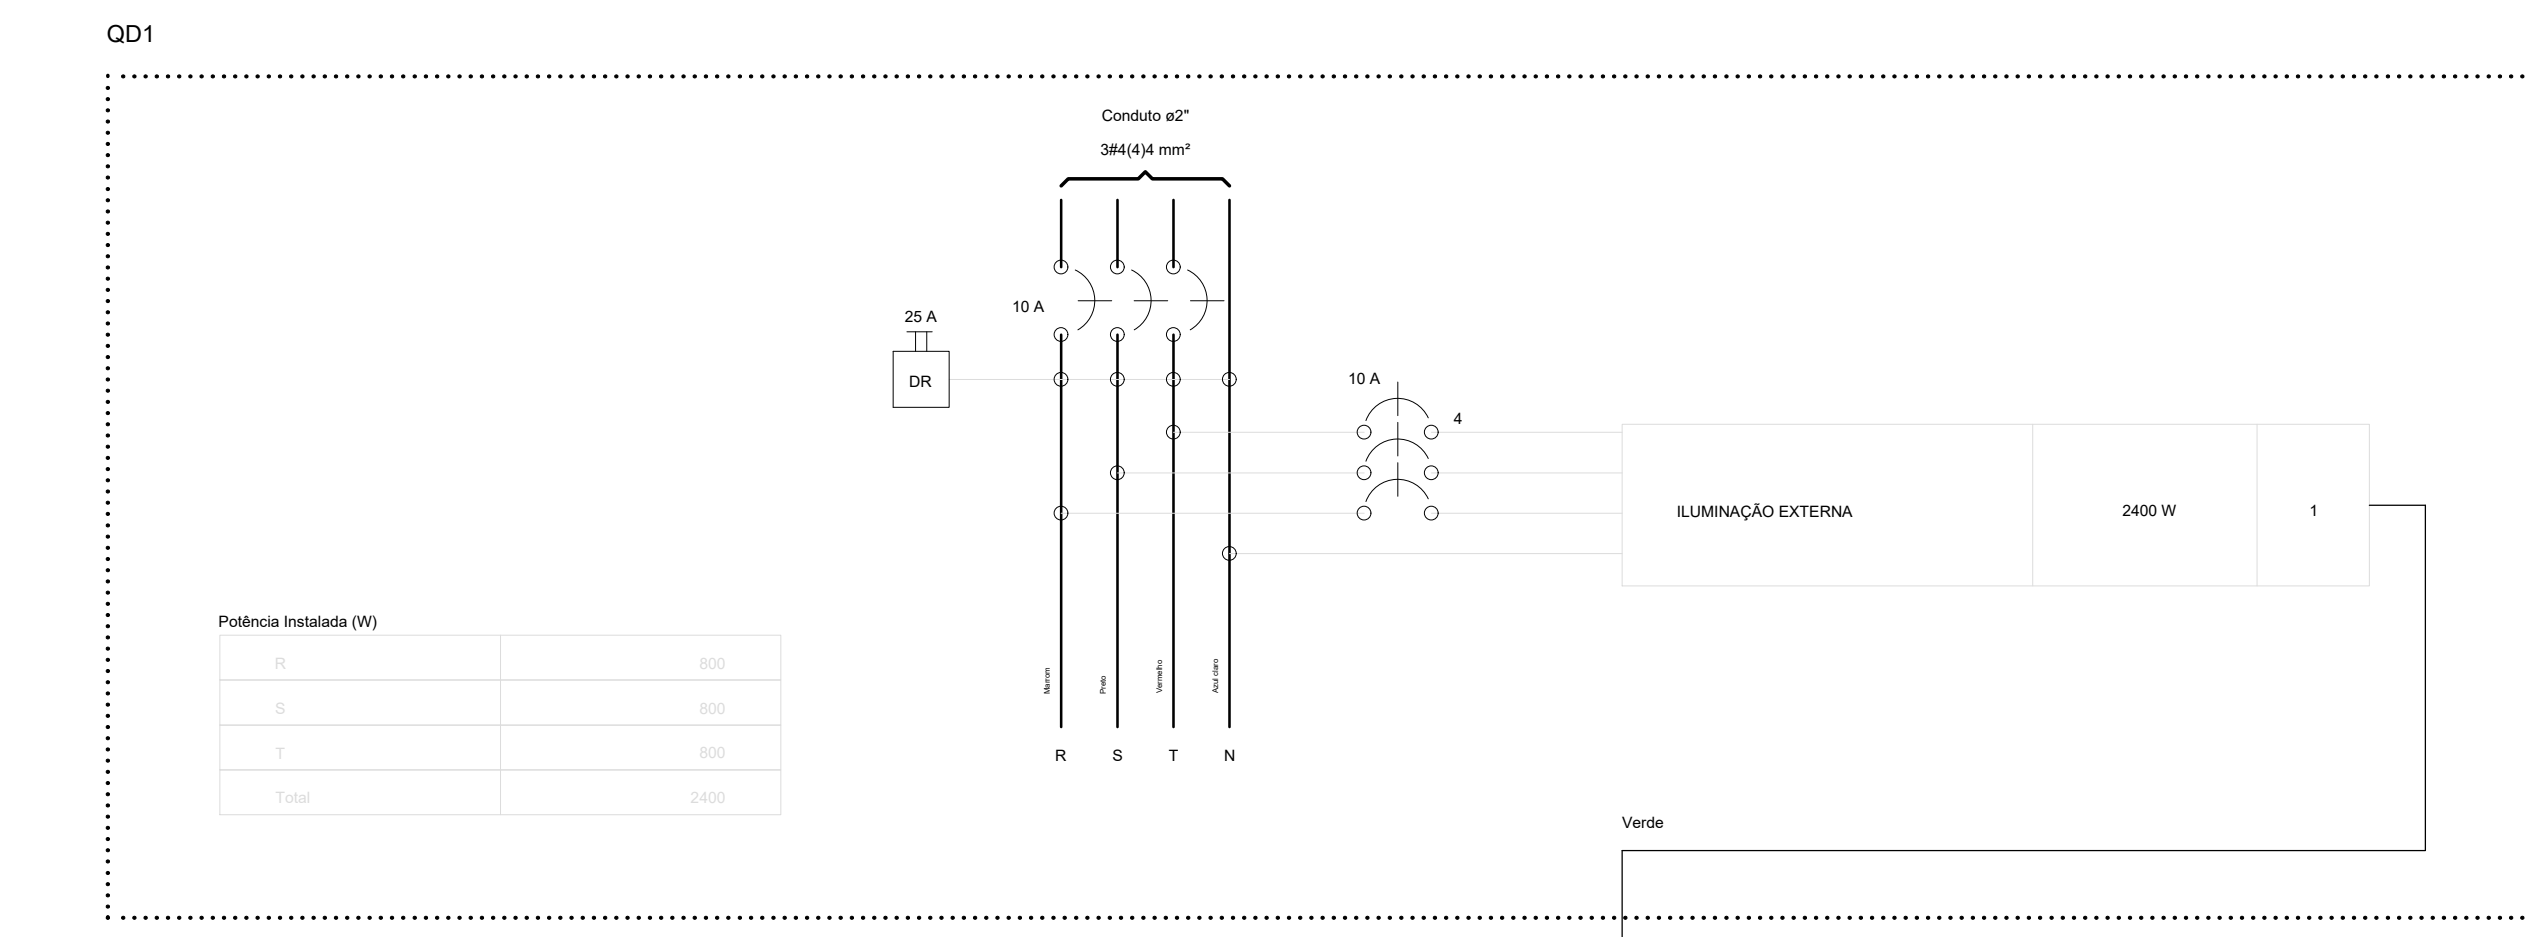 QD1
Conduto ø2"
3#4(4)4 mm²
10 A
25 A
DR
10 A
4
ILUMINAÇÃO EXTERNA 2400 W 1
Potência Instalada (W)
R 800
S 800
T 800
Total 2400
Marrom
Preto
Vermelho
Azul claro
R S T N
Verde